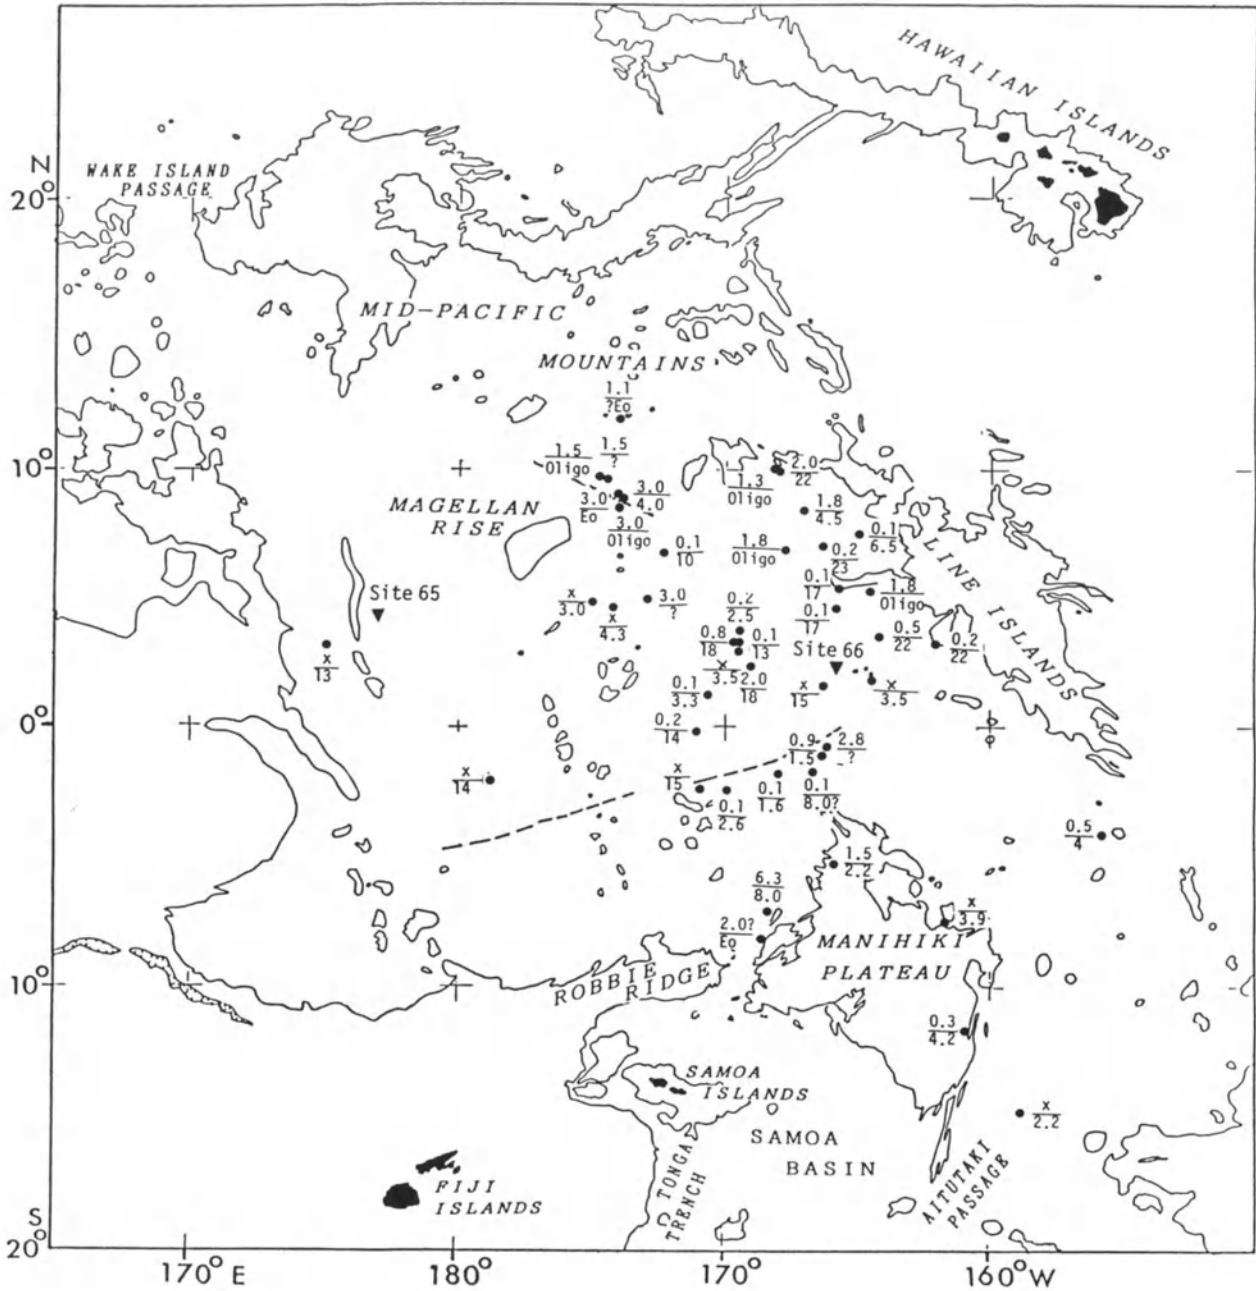 HAWAIIAN ISLANDS
N
WAKE ISLAND
PASSAGE
20°
MID-PACIFIC
MOUNTAINS
1.1
?Eo
1.5
Oligo
1.5
?
10°
2.0
22
1.3
Oligo
MAGELLAN
RISE
3.0
Eo
3.0
4.0
3.0
Oligo
1.8
4.5
0.1
6.5
0.1
10
1.8
Oligo
0.2
23
LINE ISLANDS
Site 65
x
3.0
x
4.3
3.0
?
0.1
17
1.8
Oligo
0.2
2.5
0.1
17
0.8
18
0.1
13
Site 66
0.5
22
0.2
22
x
13
x
3.5
2.0
18
0.1
3.3
x
15
x
3.5
0°
0.2
14
0.9
1.5
2.8
?
x
14
x
15
0.1
2.6
0.1
1.6
0.1
8.0?
0.5
4
1.5
2.2
6.3
8.0
x
3.9
2.0?
Eo
MANIHIKI
PLATEAU
ROBBIE
RIDGE
10°
0.3
4.2
SAMOA
ISLANDS
x
2.2
SAMOA
BASIN
TONGA
TRENCH
AITUTAKI
PASSAGE
FIJI
ISLANDS
S
20°
170°E
180°
170°
160°W